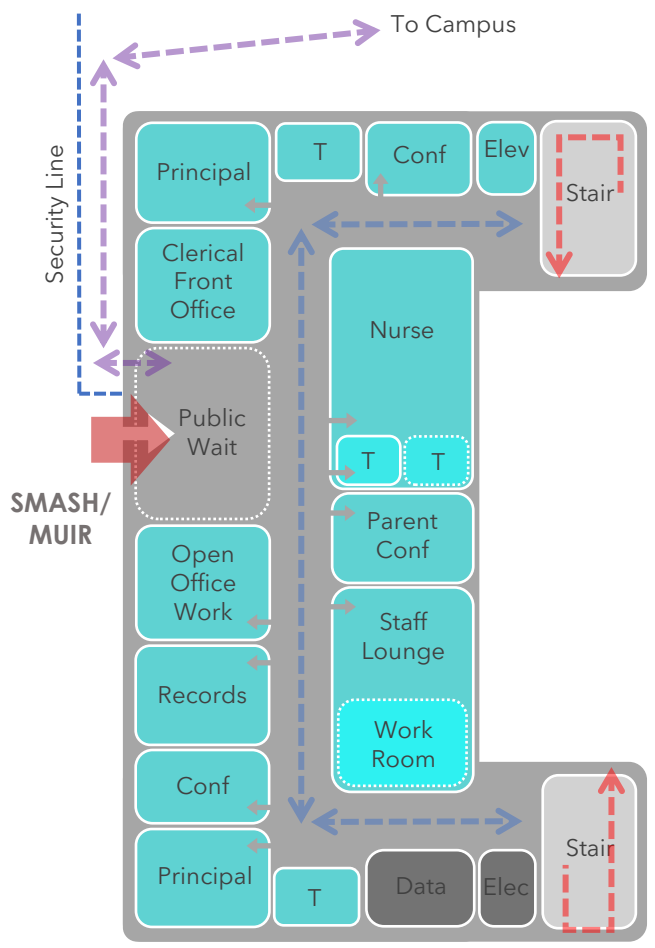 To Campus
Security Line
Principal
T
Conf
Elev
Stair
Clerical
Front
Office
Nurse
Public
Wait
T
T
SMASH/
MUIR
Parent
Conf
Open
Office
Work
Staff
Lounge
Records
Work
Room
Conf
Principal
T
Data
Elec
Stair